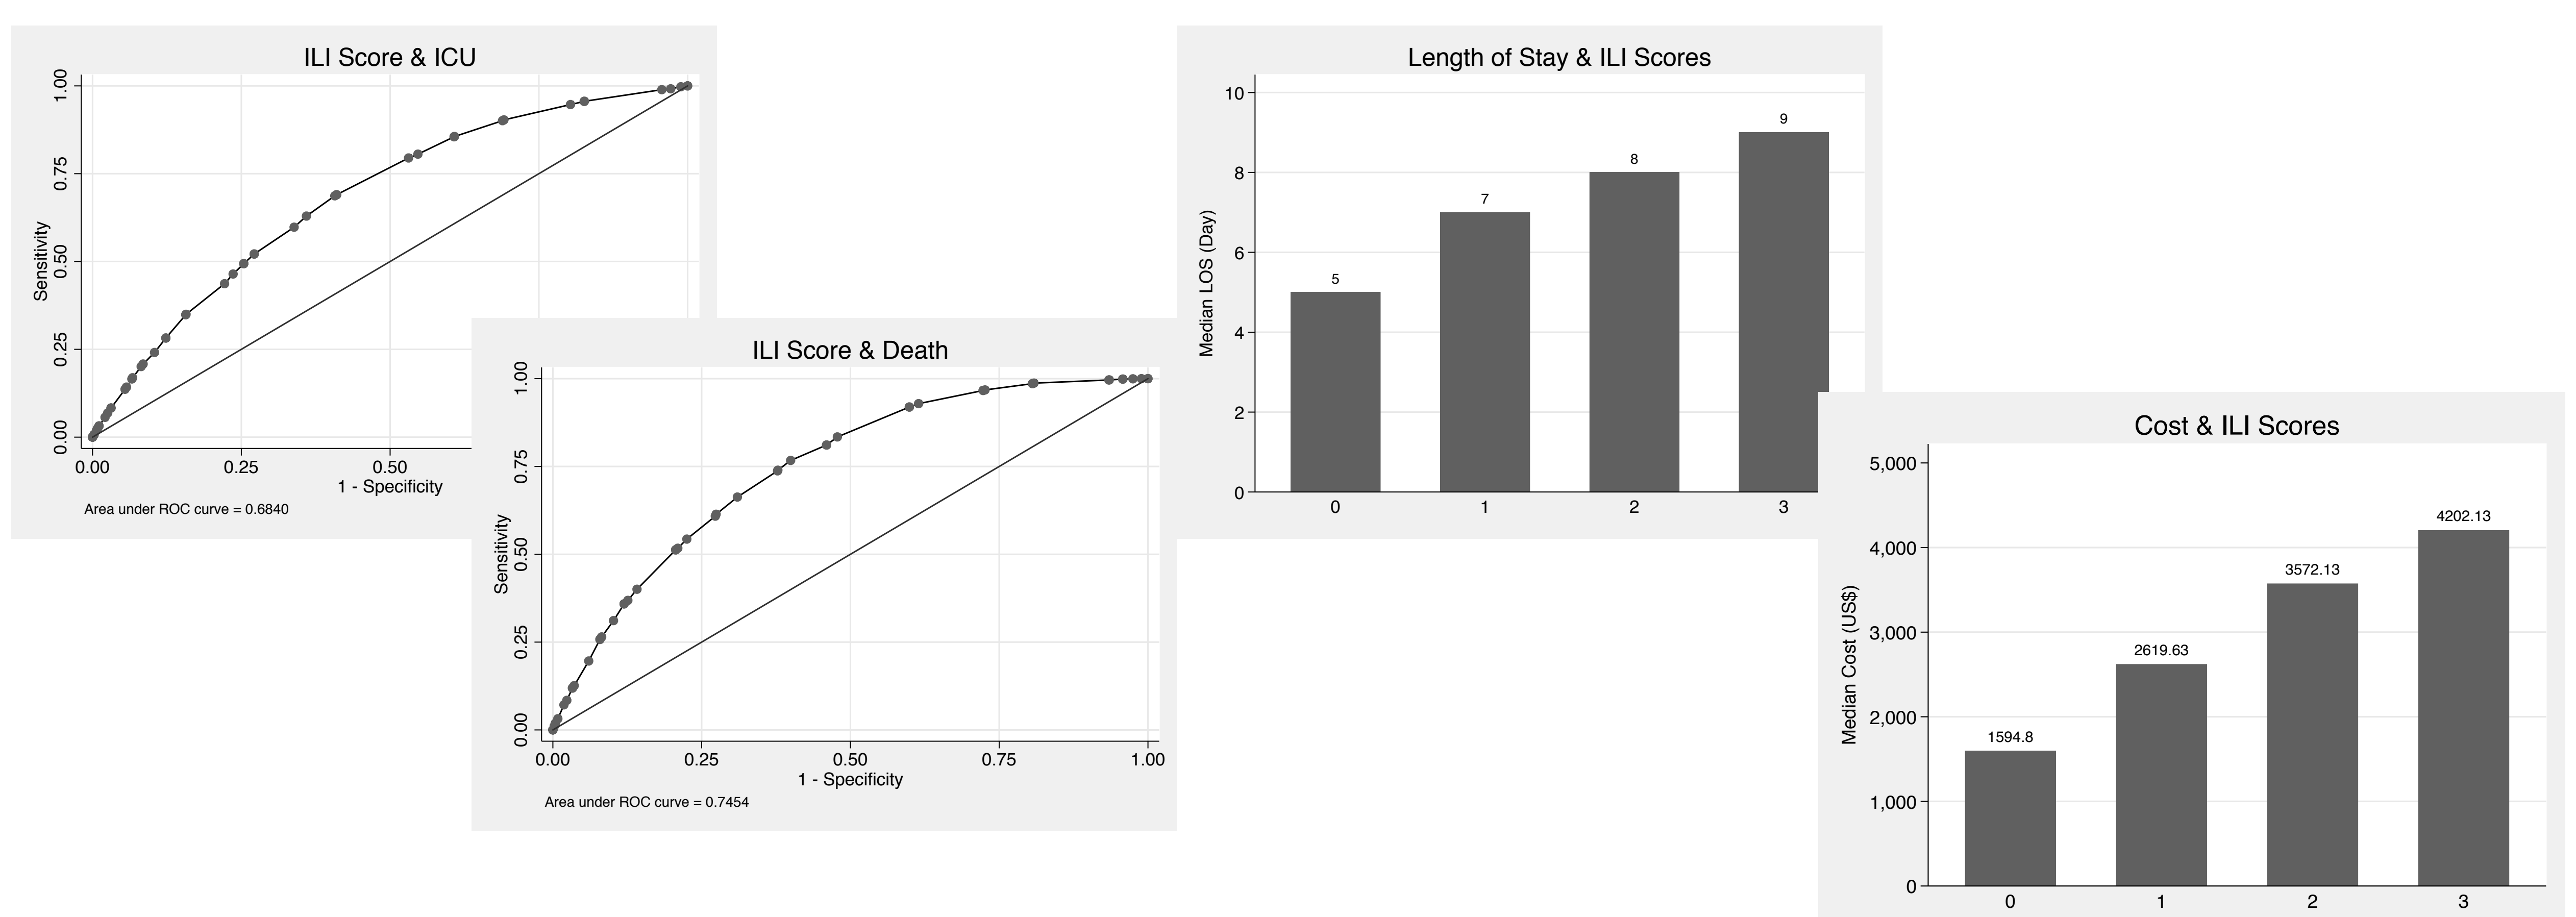 ILI Score & ICU
Sensitivity
1.00
0.75
0.50
0.25
0.00
0.00 0.25 0.50
1 - Specificity
Area under ROC curve = 0.6840
ILI Score & Death
Sensitivity
1.00
0.75
0.50
0.25
0.00
0.00 0.25 0.50 0.75 1.00
1 - Specificity
Area under ROC curve = 0.7454
Length of Stay & ILI Scores
Median LOS (Day)
10
8
6
4
2
0
5 7 8 9
0 1 2 3
Cost & ILI Scores
Median Cost (US$)
5,000
4,000
3,000
2,000
1,000
0
1594.8 2619.63 3572.13 4202.13
0 1 2 3